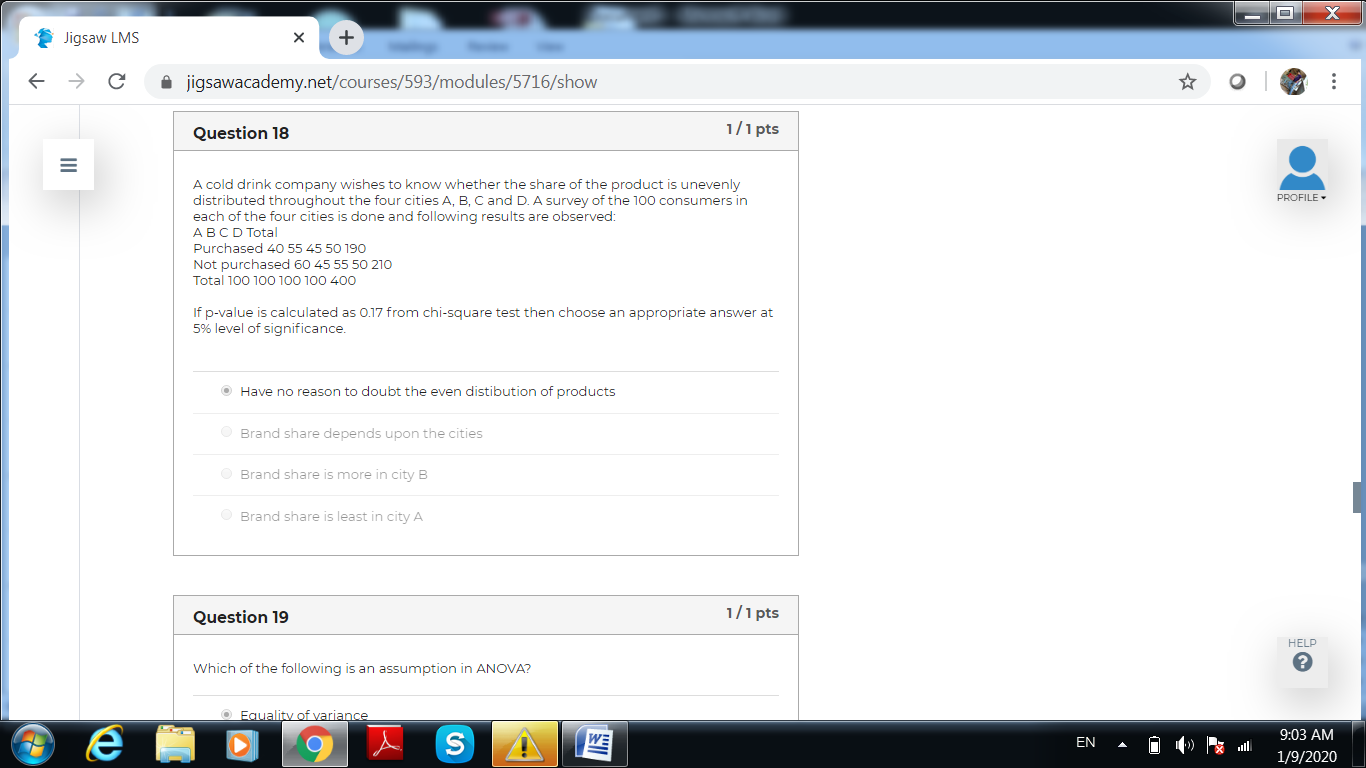 Jigsaw LMS
Mailings Review View
jigsawacademy.net/courses/593/modules/5716/show
Question 18
1 / 1 pts
A cold drink company wishes to know whether the share of the product is unevenly
distributed throughout the four cities A, B, C and D. A survey of the 100 consumers in
each of the four cities is done and following results are observed:
A B C D Total
Purchased 40 55 45 50 190
Not purchased 60 45 55 50 210
Total 100 100 100 100 400
If p-value is calculated as 0.17 from chi-square test then choose an appropriate answer at
5% level of significance.
Have no reason to doubt the even distibution of products
Brand share depends upon the cities
Brand share is more in city B
Brand share is least in city A
PROFILE
Question 19
1 / 1 pts
Which of the following is an assumption in ANOVA?
Equality of variance
HELP
EN
9:03 AM
1/9/2020